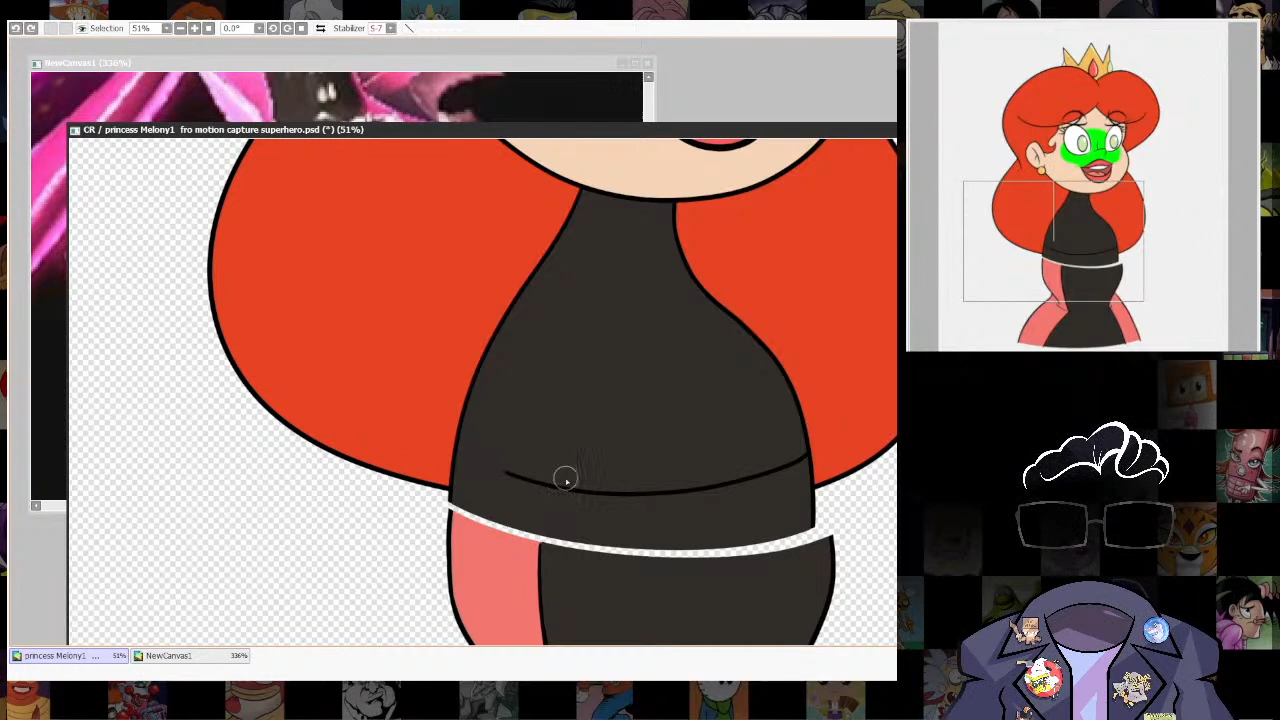 Selection 51% 0.0° Stabilizer S-7
NewCanvas1 (336%)
CR / princess Melony1 fro motion capture superhero.psd (*) (51%)
princess Melony1 ... 51% NewCanvas1 336%